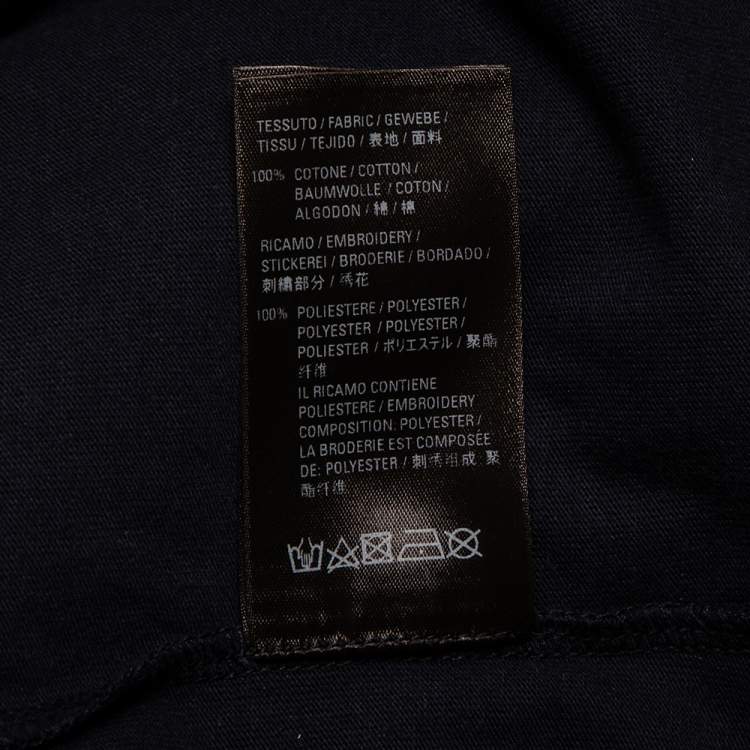 TESSUTO / FABRIC / GEWEBE /
TISSU / TEJIDO / 表地 / 面料
100% COTONE / COTTON /
BAUMWOLLE / COTON /
ALGODON / 綿 / 棉
RICAMO / EMBROIDERY /
STICKEREI / BRODERIE / BORDADO /
刺繍部分 / 绣花
100% POLIESTERE / POLYESTER /
POLYESTER / POLYESTER /
POLIESTER / ポリエステル / 聚酯
纤维
IL RICAMO CONTIENE
POLIESTERE / EMBROIDERY
COMPOSITION. POLYESTER /
LA BRODERIE EST COMPOSÉE
DE: POLYESTER / 刺绣组成 聚
酯纤维